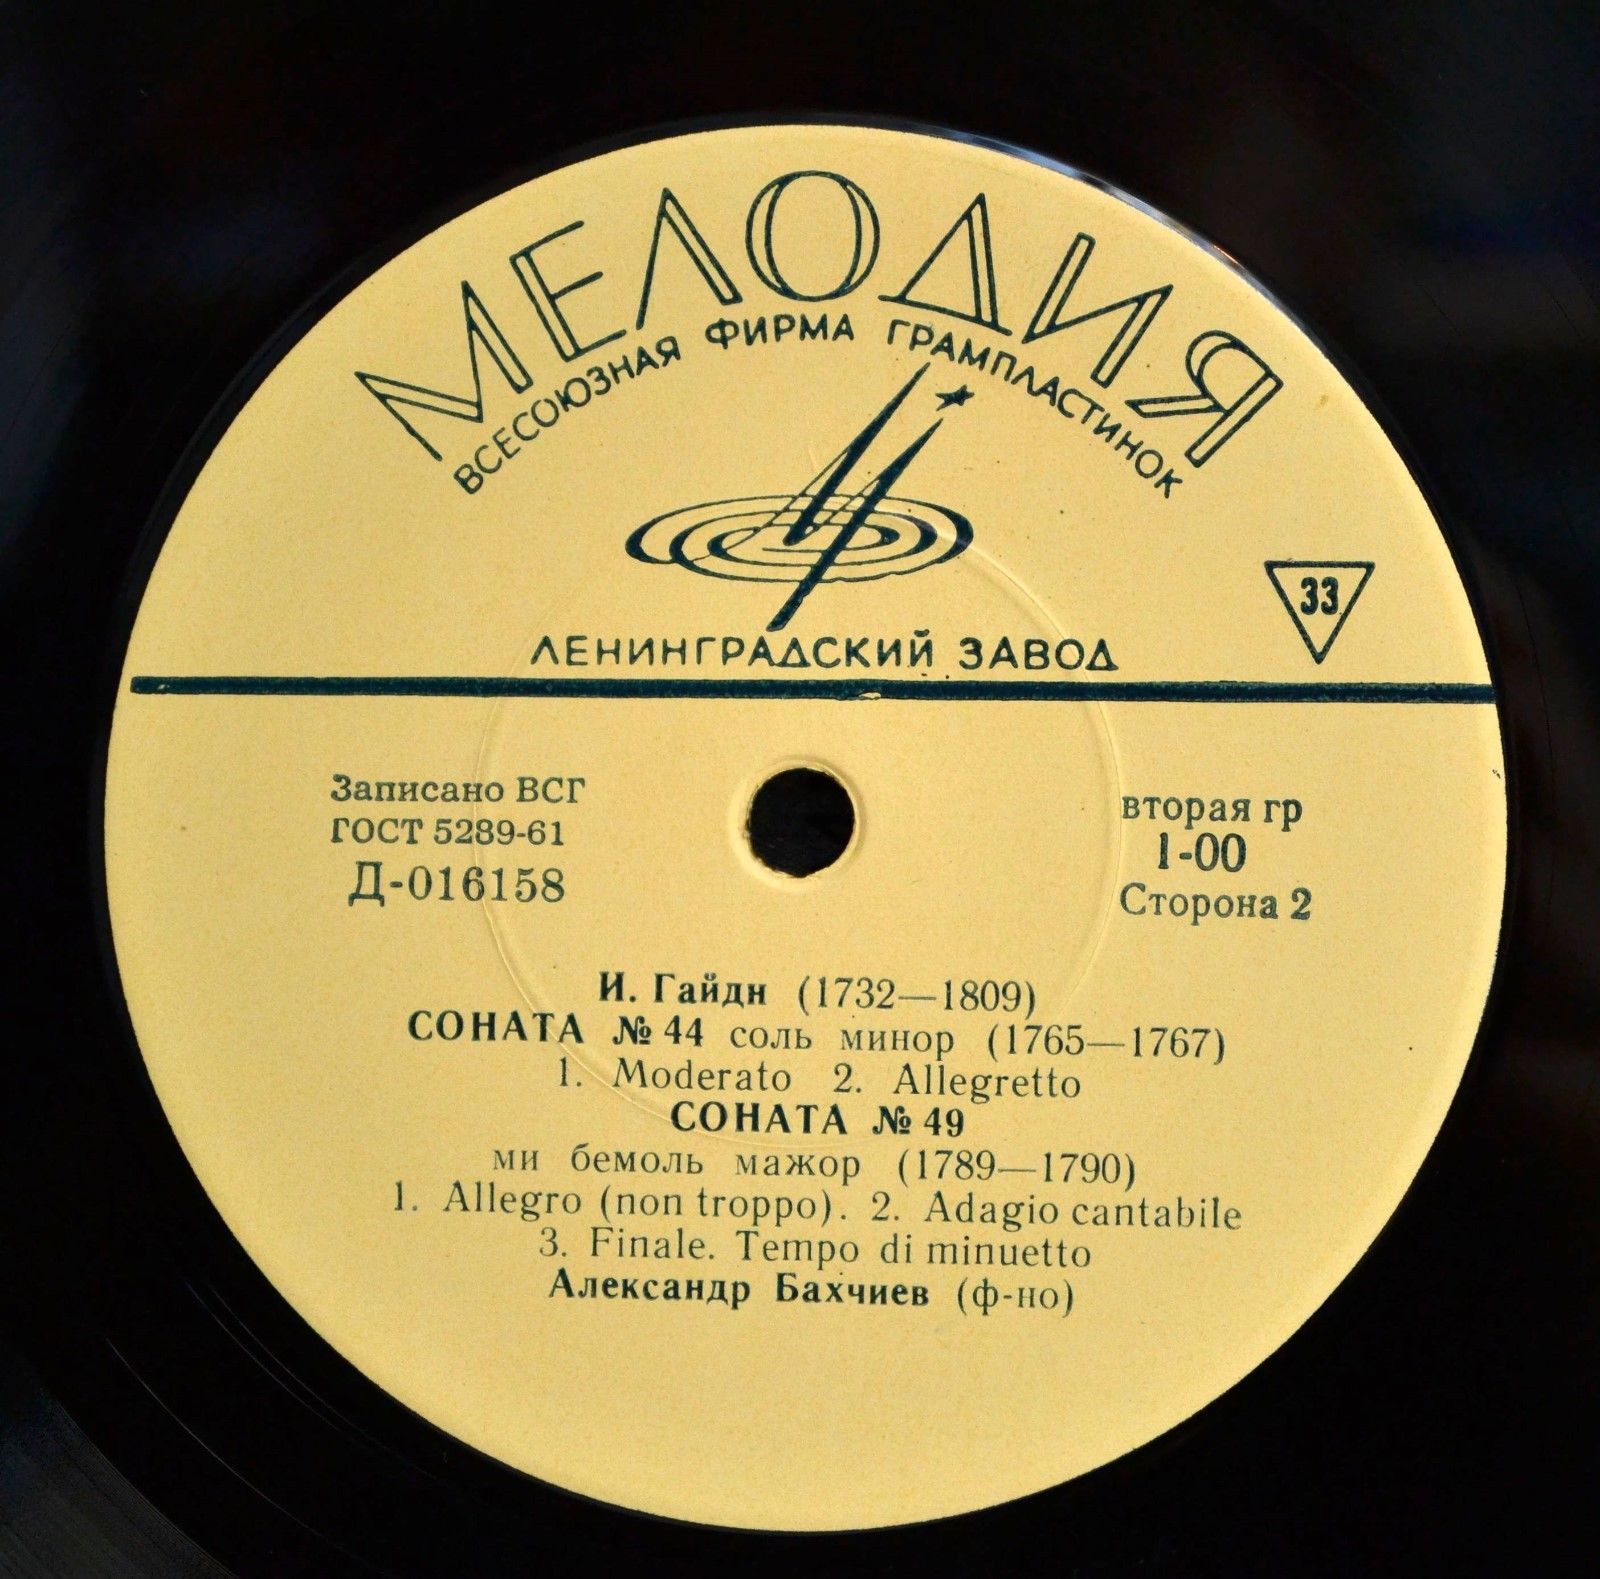 МЕЛОДИЯ
ВСЕСОЮЗНАЯ ФИРМА ГРАМПЛАСТИНОК
33
ЛЕНИНГРАДСКИЙ ЗАВОД
Записано ВСГ
ГОСТ 5289-61
Д-016158
вторая гр
1-00
Сторона 2
И. Гайдн (1732—1809)
СОНАТА № 44 соль минор (1765—1767)
1. Moderato 2. Allegretto
СОНАТА № 49
ми бемоль мажор (1789—1790)
1. Allegro (non troppo). 2. Adagio cantabile
3. Finale. Tempo di minuetto
Александр Бахчиев (ф-но)